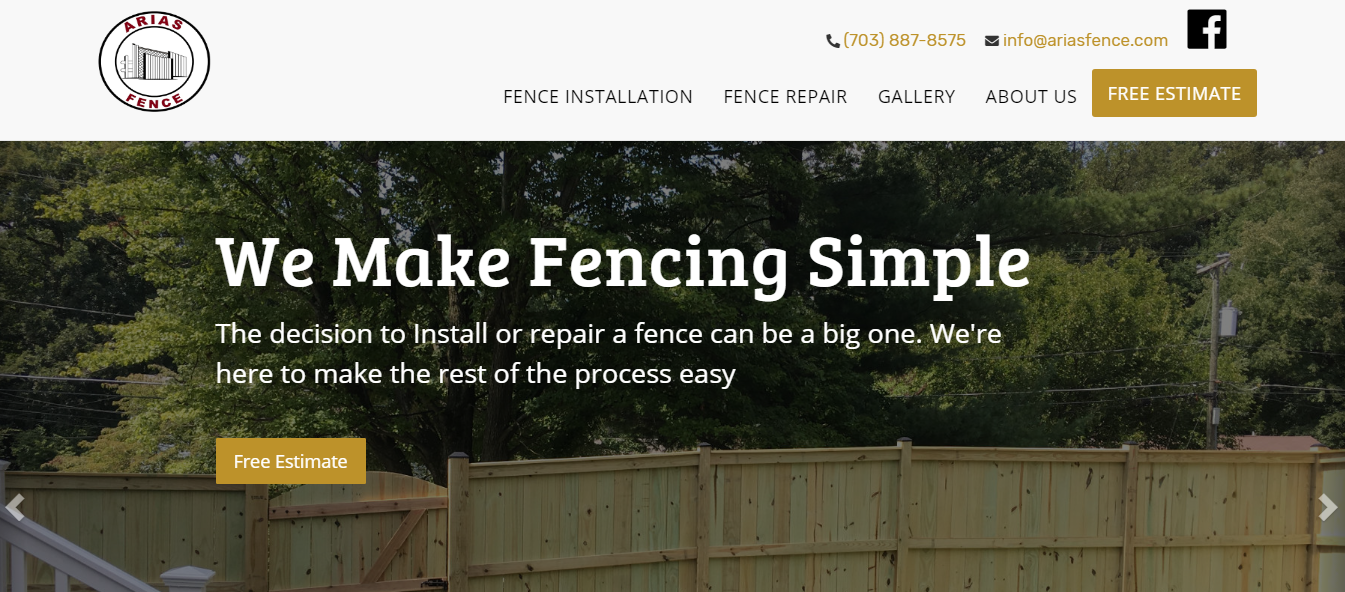 ARIAS
FENCE
(703) 887-8575
info@ariasfence.com
FENCE INSTALLATION
FENCE REPAIR
GALLERY
ABOUT US
FREE ESTIMATE
We Make Fencing Simple
The decision to Install or repair a fence can be a big one. We're
here to make the rest of the process easy
Free Estimate